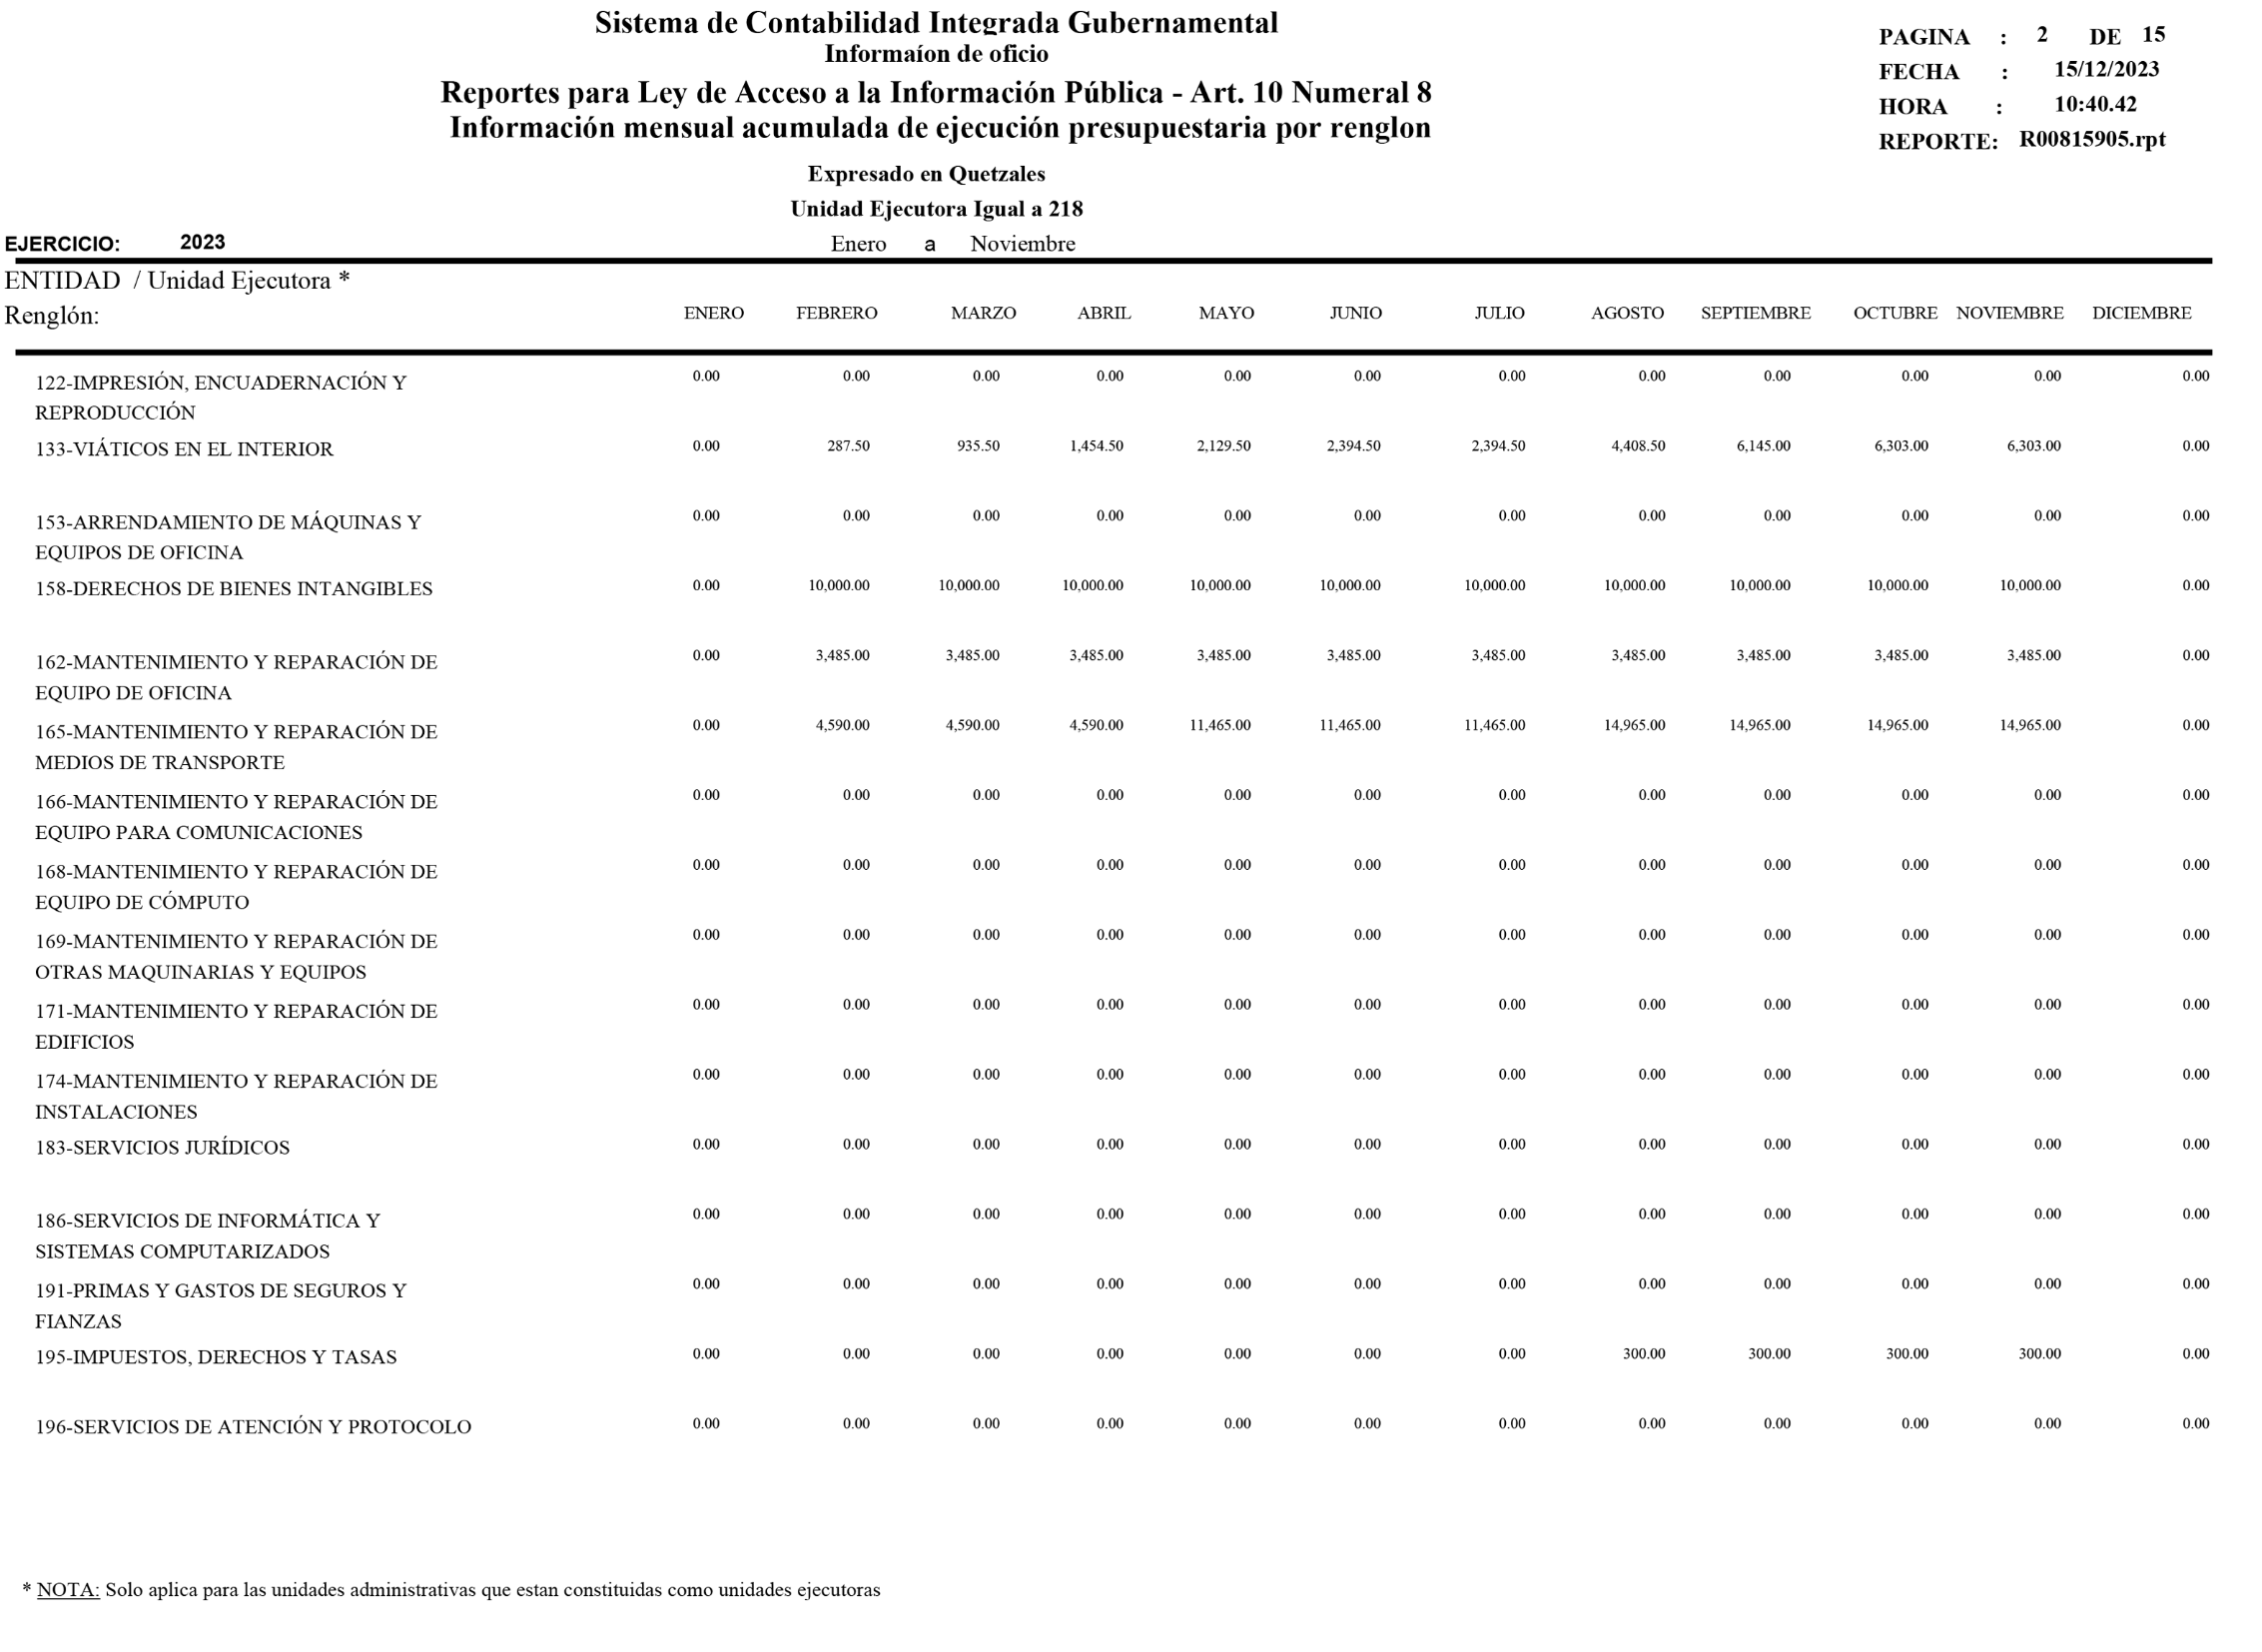 Sistema de Contabilidad Integrada Gubernamental
Informaíon de oficio
Reportes para Ley de Acceso a la Información Pública - Art. 10 Numeral 8
Información mensual acumulada de ejecución presupuestaria por renglon
Expresado en Quetzales
Unidad Ejecutora Igual a 218
PAGINA : 2 DE 15
FECHA : 15/12/2023
HORA : 10:40.42
REPORTE: R00815905.rpt
EJERCICIO: 2023 Enero a Noviembre
ENTIDAD / Unidad Ejecutora *
Renglón: ENERO FEBRERO MARZO ABRIL MAYO JUNIO JULIO AGOSTO SEPTIEMBRE OCTUBRE NOVIEMBRE DICIEMBRE
122-IMPRESIÓN, ENCUADERNACIÓN Y 0.00 0.00 0.00 0.00 0.00 0.00 0.00 0.00 0.00 0.00 0.00 0.00
REPRODUCCIÓN
133-VIÁTICOS EN EL INTERIOR 0.00 287.50 935.50 1,454.50 2,129.50 2,394.50 2,394.50 4,408.50 6,145.00 6,303.00 6,303.00 0.00
153-ARRENDAMIENTO DE MÁQUINAS Y 0.00 0.00 0.00 0.00 0.00 0.00 0.00 0.00 0.00 0.00 0.00 0.00
EQUIPOS DE OFICINA
158-DERECHOS DE BIENES INTANGIBLES 0.00 10,000.00 10,000.00 10,000.00 10,000.00 10,000.00 10,000.00 10,000.00 10,000.00 10,000.00 10,000.00 0.00
162-MANTENIMIENTO Y REPARACIÓN DE 0.00 3,485.00 3,485.00 3,485.00 3,485.00 3,485.00 3,485.00 3,485.00 3,485.00 3,485.00 3,485.00 0.00
EQUIPO DE OFICINA
165-MANTENIMIENTO Y REPARACIÓN DE 0.00 4,590.00 4,590.00 4,590.00 11,465.00 11,465.00 11,465.00 14,965.00 14,965.00 14,965.00 14,965.00 0.00
MEDIOS DE TRANSPORTE
166-MANTENIMIENTO Y REPARACIÓN DE 0.00 0.00 0.00 0.00 0.00 0.00 0.00 0.00 0.00 0.00 0.00 0.00
EQUIPO PARA COMUNICACIONES
168-MANTENIMIENTO Y REPARACIÓN DE 0.00 0.00 0.00 0.00 0.00 0.00 0.00 0.00 0.00 0.00 0.00 0.00
EQUIPO DE CÓMPUTO
169-MANTENIMIENTO Y REPARACIÓN DE 0.00 0.00 0.00 0.00 0.00 0.00 0.00 0.00 0.00 0.00 0.00 0.00
OTRAS MAQUINARIAS Y EQUIPOS
171-MANTENIMIENTO Y REPARACIÓN DE 0.00 0.00 0.00 0.00 0.00 0.00 0.00 0.00 0.00 0.00 0.00 0.00
EDIFICIOS
174-MANTENIMIENTO Y REPARACIÓN DE 0.00 0.00 0.00 0.00 0.00 0.00 0.00 0.00 0.00 0.00 0.00 0.00
INSTALACIONES
183-SERVICIOS JURÍDICOS 0.00 0.00 0.00 0.00 0.00 0.00 0.00 0.00 0.00 0.00 0.00 0.00
186-SERVICIOS DE INFORMÁTICA Y 0.00 0.00 0.00 0.00 0.00 0.00 0.00 0.00 0.00 0.00 0.00 0.00
SISTEMAS COMPUTARIZADOS
191-PRIMAS Y GASTOS DE SEGUROS Y 0.00 0.00 0.00 0.00 0.00 0.00 0.00 0.00 0.00 0.00 0.00 0.00
FIANZAS
195-IMPUESTOS, DERECHOS Y TASAS 0.00 0.00 0.00 0.00 0.00 0.00 0.00 300.00 300.00 300.00 300.00 0.00
196-SERVICIOS DE ATENCIÓN Y PROTOCOLO 0.00 0.00 0.00 0.00 0.00 0.00 0.00 0.00 0.00 0.00 0.00 0.00
* NOTA: Solo aplica para las unidades administrativas que estan constituidas como unidades ejecutoras